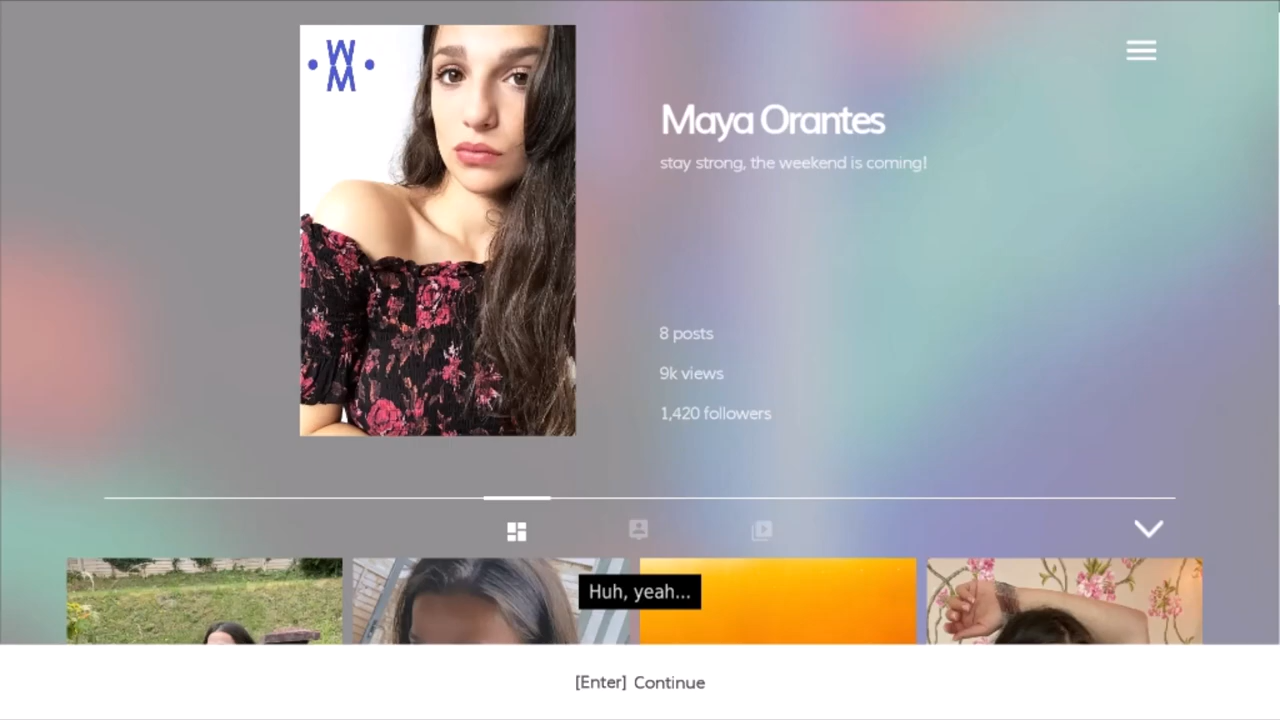 W
M
Maya Orantes
stay strong, the weekend is coming!
8 posts
9k views
1,420 followers
Huh, yeah...
[Enter] Continue